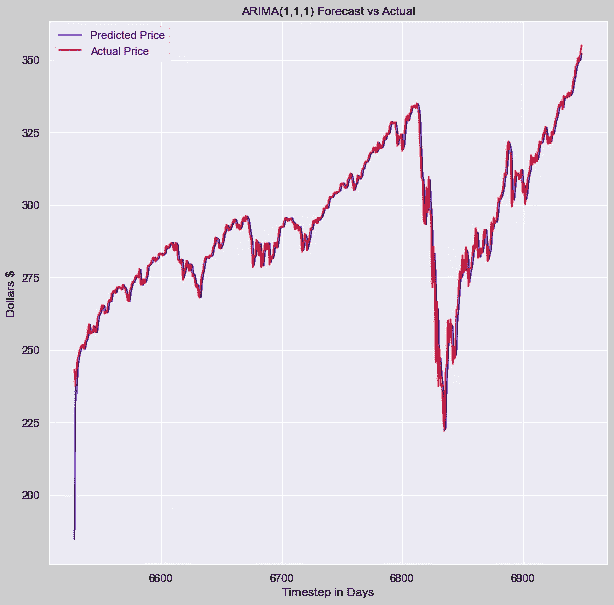 ARIMA(1,1,1) Forecast vs Actual
Predicted Price
Actual Price
350
325
300
275
250
225
200
Dollars $
6600
6700
6800
6900
Timestep in Days